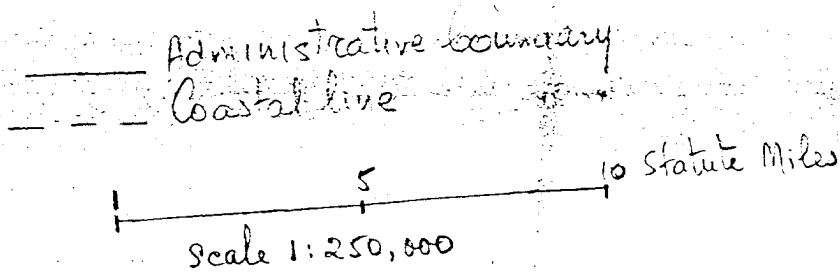 Administrative boundary
Coastal line
5 10 Statute Miles
Scale 1:250,000